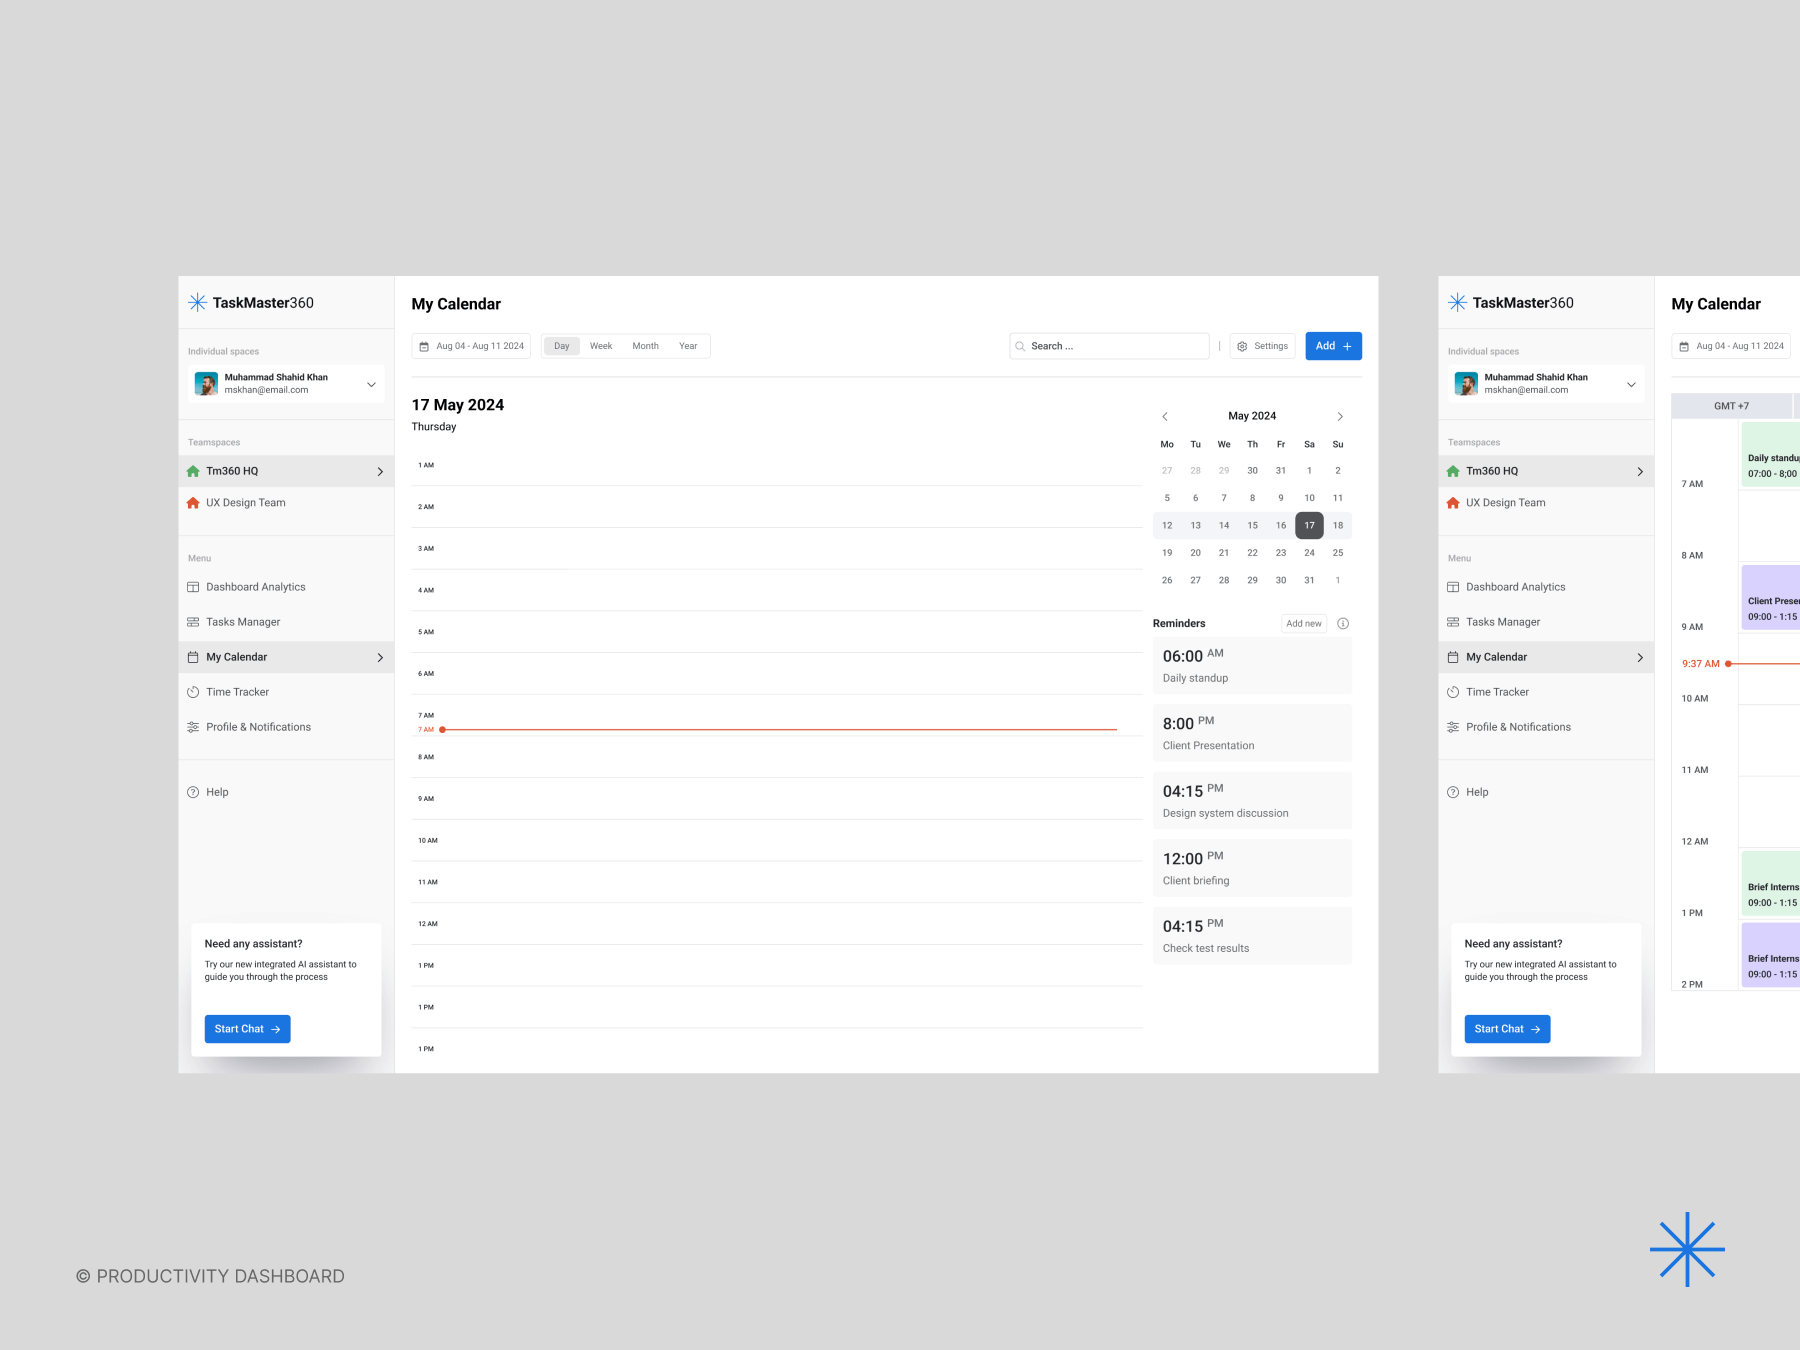 TaskMaster360
Individual spaces
Muhammad Shahid Khan
mskhan@email.com
Teamspaces
Tm360 HQ
UX Design Team
Menu
Dashboard Analytics
Tasks Manager
My Calendar
Time Tracker
Profile & Notifications
Help
Need any assistant?
Try our new integrated AI assistant to
guide you through the process
Start Chat
My Calendar
Aug 04 - Aug 11 2024
Day Week Month Year
Search ...
Settings
Add +
17 May 2024
Thursday
1 AM
2 AM
3 AM
4 AM
5 AM
6 AM
7 AM
7 AM
8 AM
9 AM
10 AM
11 AM
12 AM
1 PM
1 PM
1 PM
May 2024
Mo Tu We Th Fr Sa Su
27 28 29 30 31 1 2
5 6 7 8 9 10 11
12 13 14 15 16 17 18
19 20 21 22 23 24 25
26 27 28 29 30 31 1
Reminders
Add new
06:00 AM
Daily standup
8:00 PM
Client Presentation
04:15 PM
Design system discussion
12:00 PM
Client briefing
04:15 PM
Check test results
TaskMaster360
Individual spaces
Muhammad Shahid Khan
mskhan@email.com
Teamspaces
Tm360 HQ
UX Design Team
Menu
Dashboard Analytics
Tasks Manager
My Calendar
Time Tracker
Profile & Notifications
Help
Need any assistant?
Try our new integrated AI assistant to
guide you through the process
Start Chat
My Calendar
Aug 04 - Aug 11 2024
GMT +7
Daily standu
07:00 - 8;00
7 AM
8 AM
Client Prese
09:00 - 1:15
9 AM
9:37 AM
10 AM
11 AM
12 AM
Brief Interns
09:00 - 1:15
1 PM
Brief Interns
09:00 - 1:15
2 PM
© PRODUCTIVITY DASHBOARD